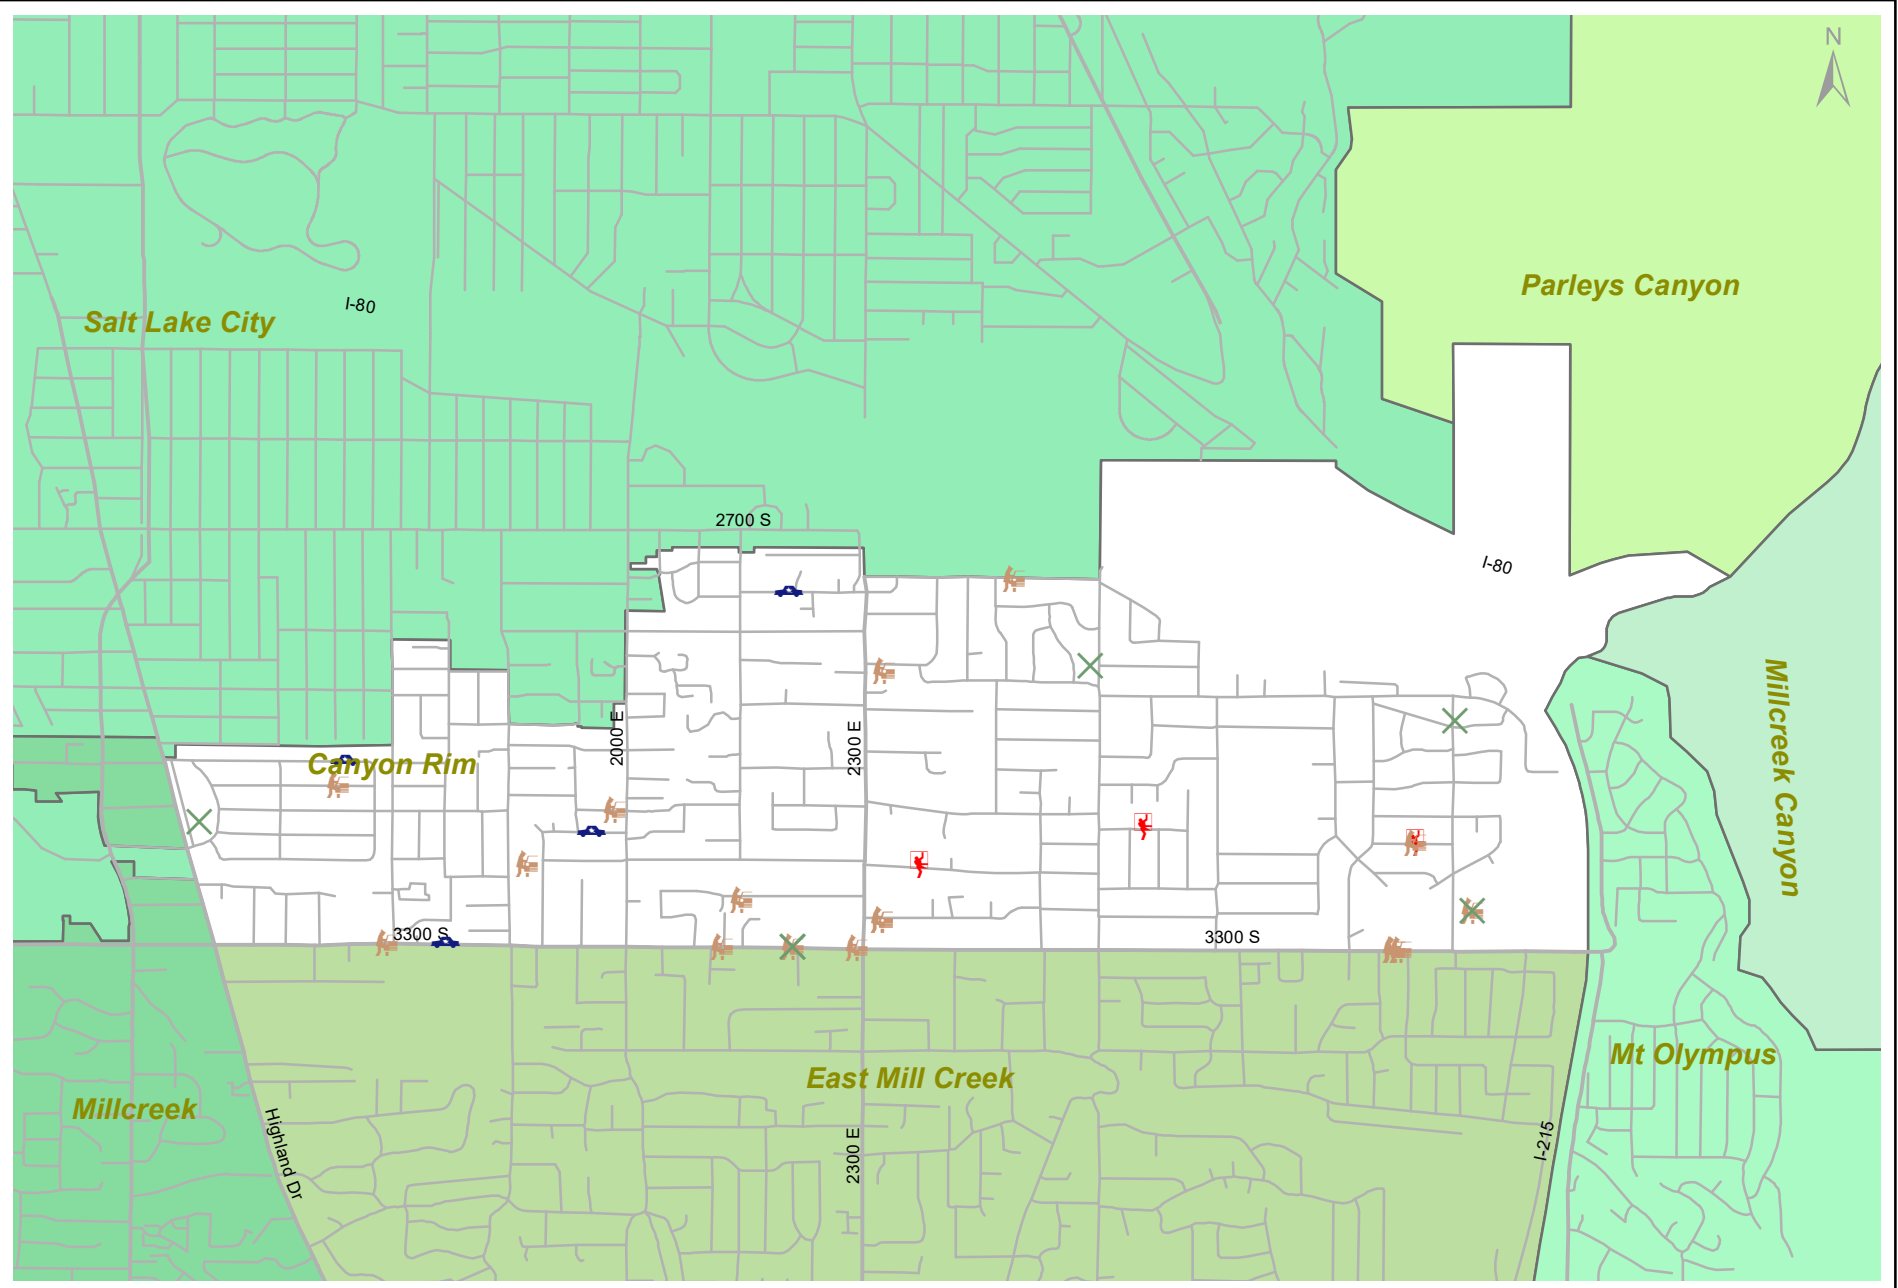 N
Parleys Canyon
I-80
Salt Lake City
2700 S
I-80
Millcreek Canyon
2000 E
2300 E
Canyon Rim
3300 S
3300 S
Mt Olympus
East Mill Creek
Millcreek
Highland Dr
2300 E
I-215